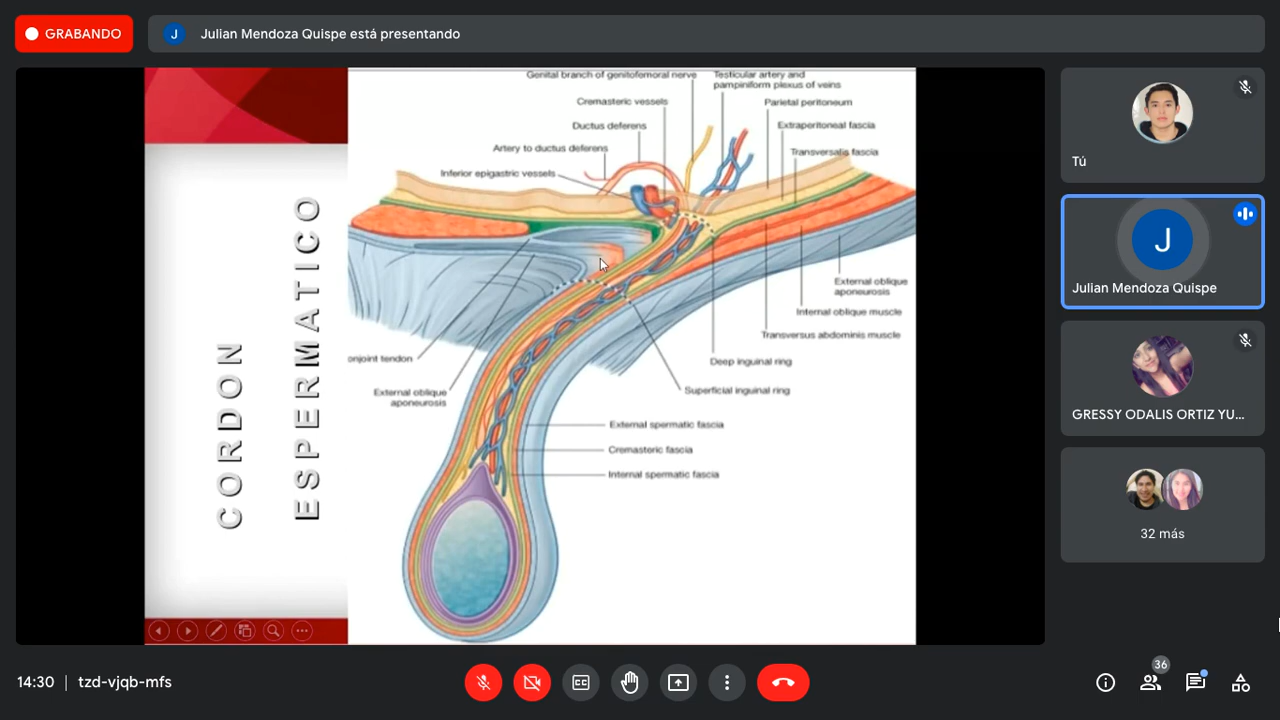 GRABANDO
J
Julian Mendoza Quispe está presentando
CORDON
ESPERMATICO
Genital branch of genitofemoral nerve
Testicular artery and
pampiniform plexus of veins
Cremasteric vessels
Parietal peritoneum
Ductus deferens
Extraperitoneal fascia
Artery to ductus deferens
Transversalis fascia
Inferior epigastric vessels
External oblique
aponeurosis
Internal oblique muscle
Transversus abdominis muscle
onjoint tendon
Deep inguinal ring
External oblique
aponeurosis
Superficial inguinal ring
External spermatic fascia
Cremasteric fascia
Internal spermatic fascia
Tú
J
Julian Mendoza Quispe
GRESSY ODALIS ORTIZ YU...
32 más
14:30 | tzd-vjqb-mfs
CC
36